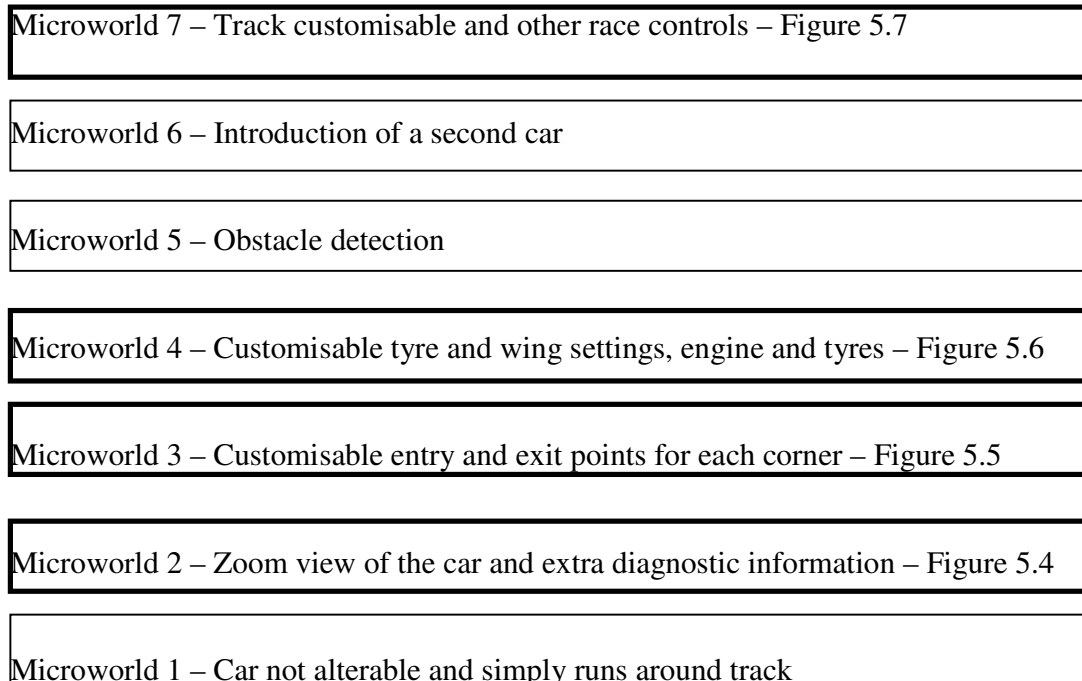 Microworld 7 – Track customisable and other race controls – Figure 5.7
Microworld 6 – Introduction of a second car
Microworld 5 – Obstacle detection
Microworld 4 – Customisable tyre and wing settings, engine and tyres – Figure 5.6
Microworld 3 – Customisable entry and exit points for each corner – Figure 5.5
Microworld 2 – Zoom view of the car and extra diagnostic information – Figure 5.4
Microworld 1 – Car not alterable and simply runs around track